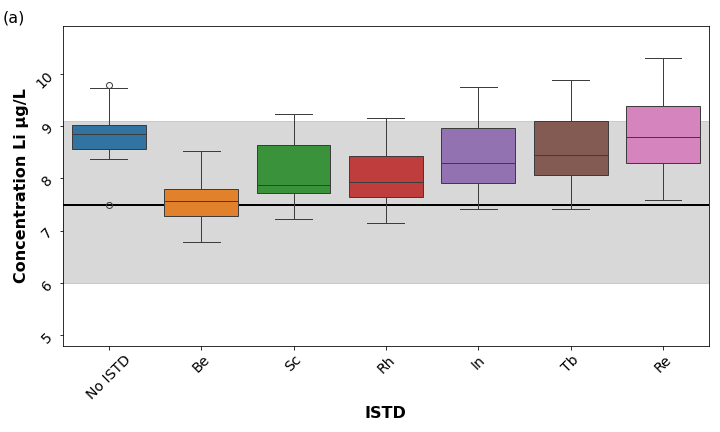 (a)
Concentration Li µg/L
10
9
8
7
6
5
No ISTD
Be
Sc
Rh
In
Tb
Re
ISTD